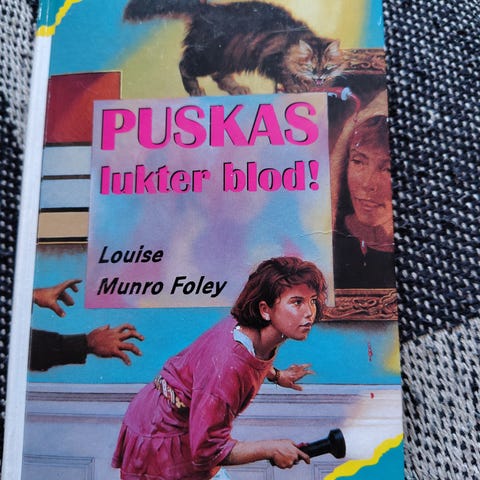 PUSKAS
lukter blod!
Louise
Munro Foley